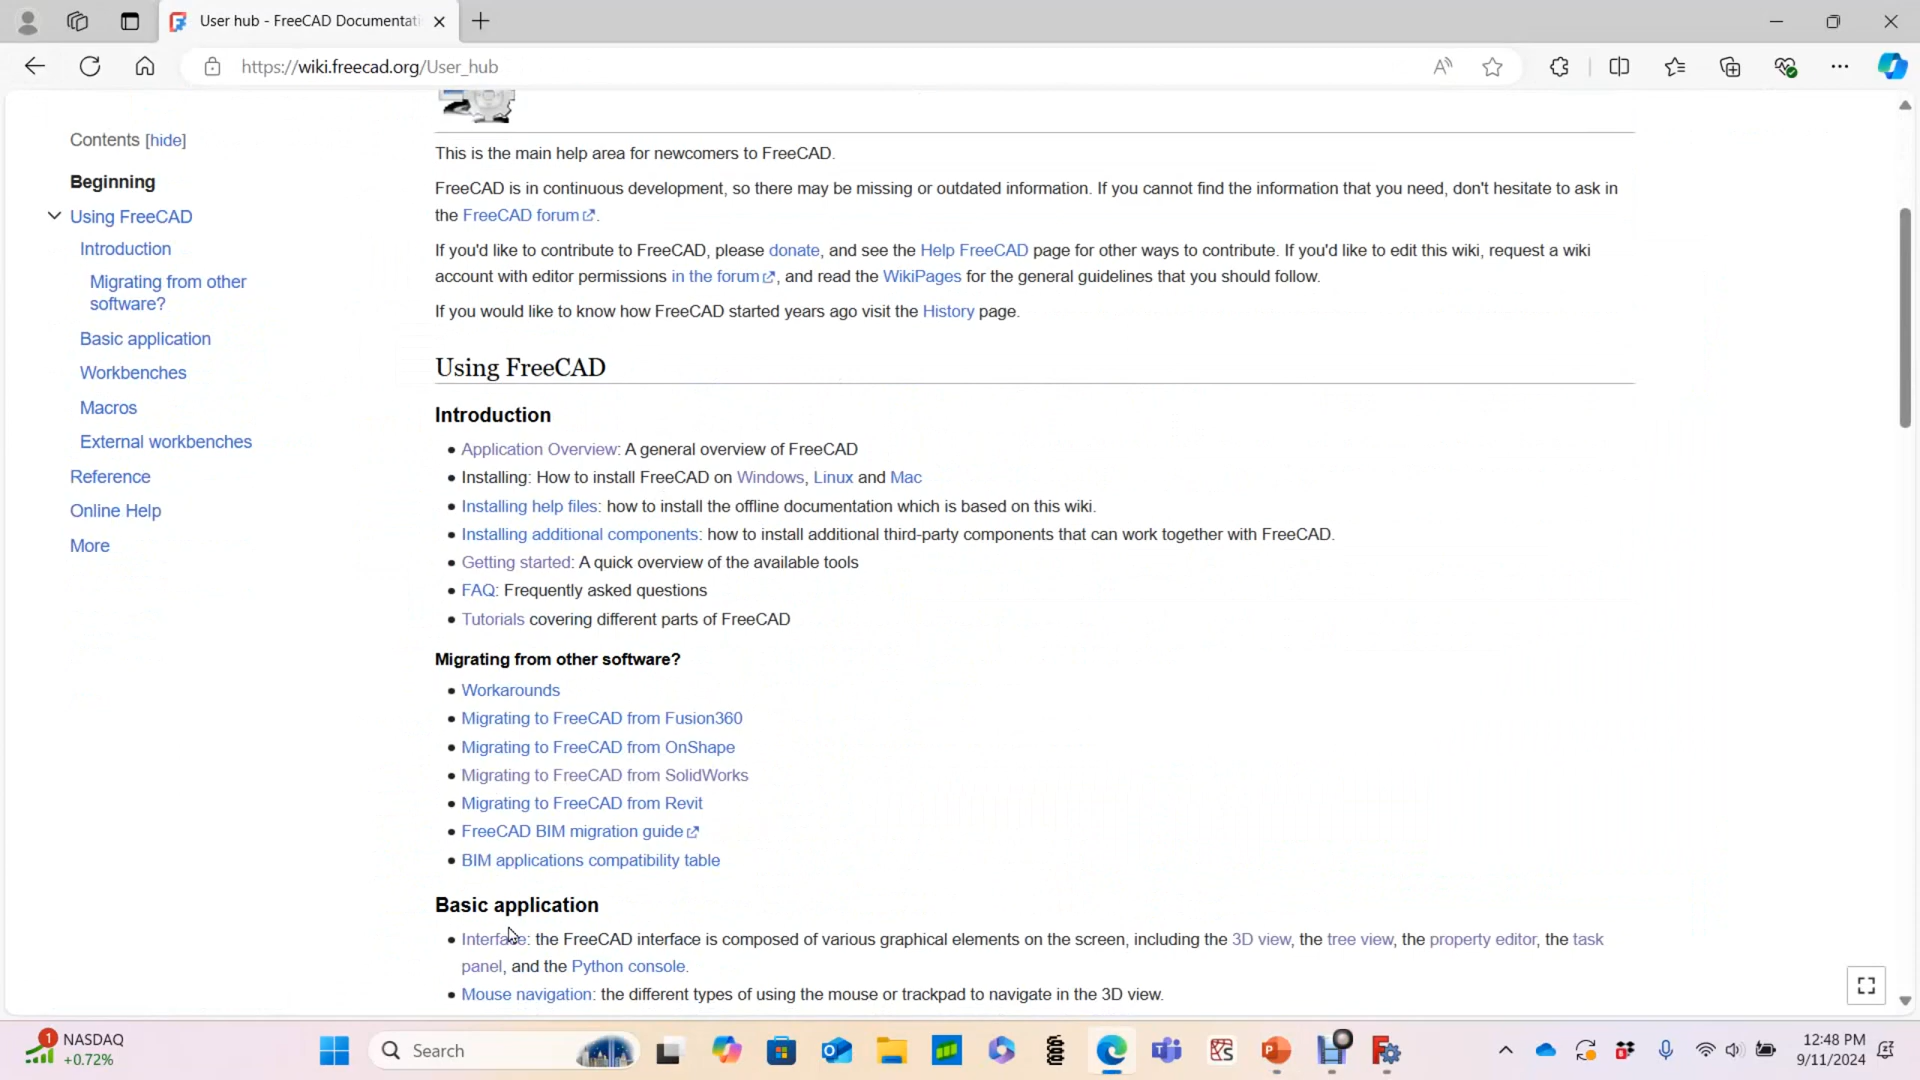 User hub - FreeCAD Documentati
https://wiki.freecad.org/User_hub
Contents [hide]
Beginning
Using FreeCAD
Introduction
Migrating from other
software?
Basic application
Workbenches
Macros
External workbenches
Reference
Online Help
More
This is the main help area for newcomers to FreeCAD.
FreeCAD is in continuous development, so there may be missing or outdated information. If you cannot find the information that you need, don't hesitate to ask in
the FreeCAD forum.
If you'd like to contribute to FreeCAD, please donate, and see the Help FreeCAD page for other ways to contribute. If you'd like to edit this wiki, request a wiki
account with editor permissions in the forum, and read the WikiPages for the general guidelines that you should follow.
If you would like to know how FreeCAD started years ago visit the History page.
Using FreeCAD
Introduction
• Application Overview: A general overview of FreeCAD
• Installing: How to install FreeCAD on Windows, Linux and Mac
• Installing help files: how to install the offline documentation which is based on this wiki.
• Installing additional components: how to install additional third-party components that can work together with FreeCAD.
• Getting started: A quick overview of the available tools
• FAQ: Frequently asked questions
• Tutorials covering different parts of FreeCAD
Migrating from other software?
• Workarounds
• Migrating to FreeCAD from Fusion360
• Migrating to FreeCAD from OnShape
• Migrating to FreeCAD from SolidWorks
• Migrating to FreeCAD from Revit
• FreeCAD BIM migration guide
• BIM applications compatibility table
Basic application
• Interface: the FreeCAD interface is composed of various graphical elements on the screen, including the 3D view, the tree view, the property editor, the task
panel, and the Python console.
• Mouse navigation: the different types of using the mouse or trackpad to navigate in the 3D view.
1
NASDAQ
+0.72%
Search
12:48 PM
9/11/2024